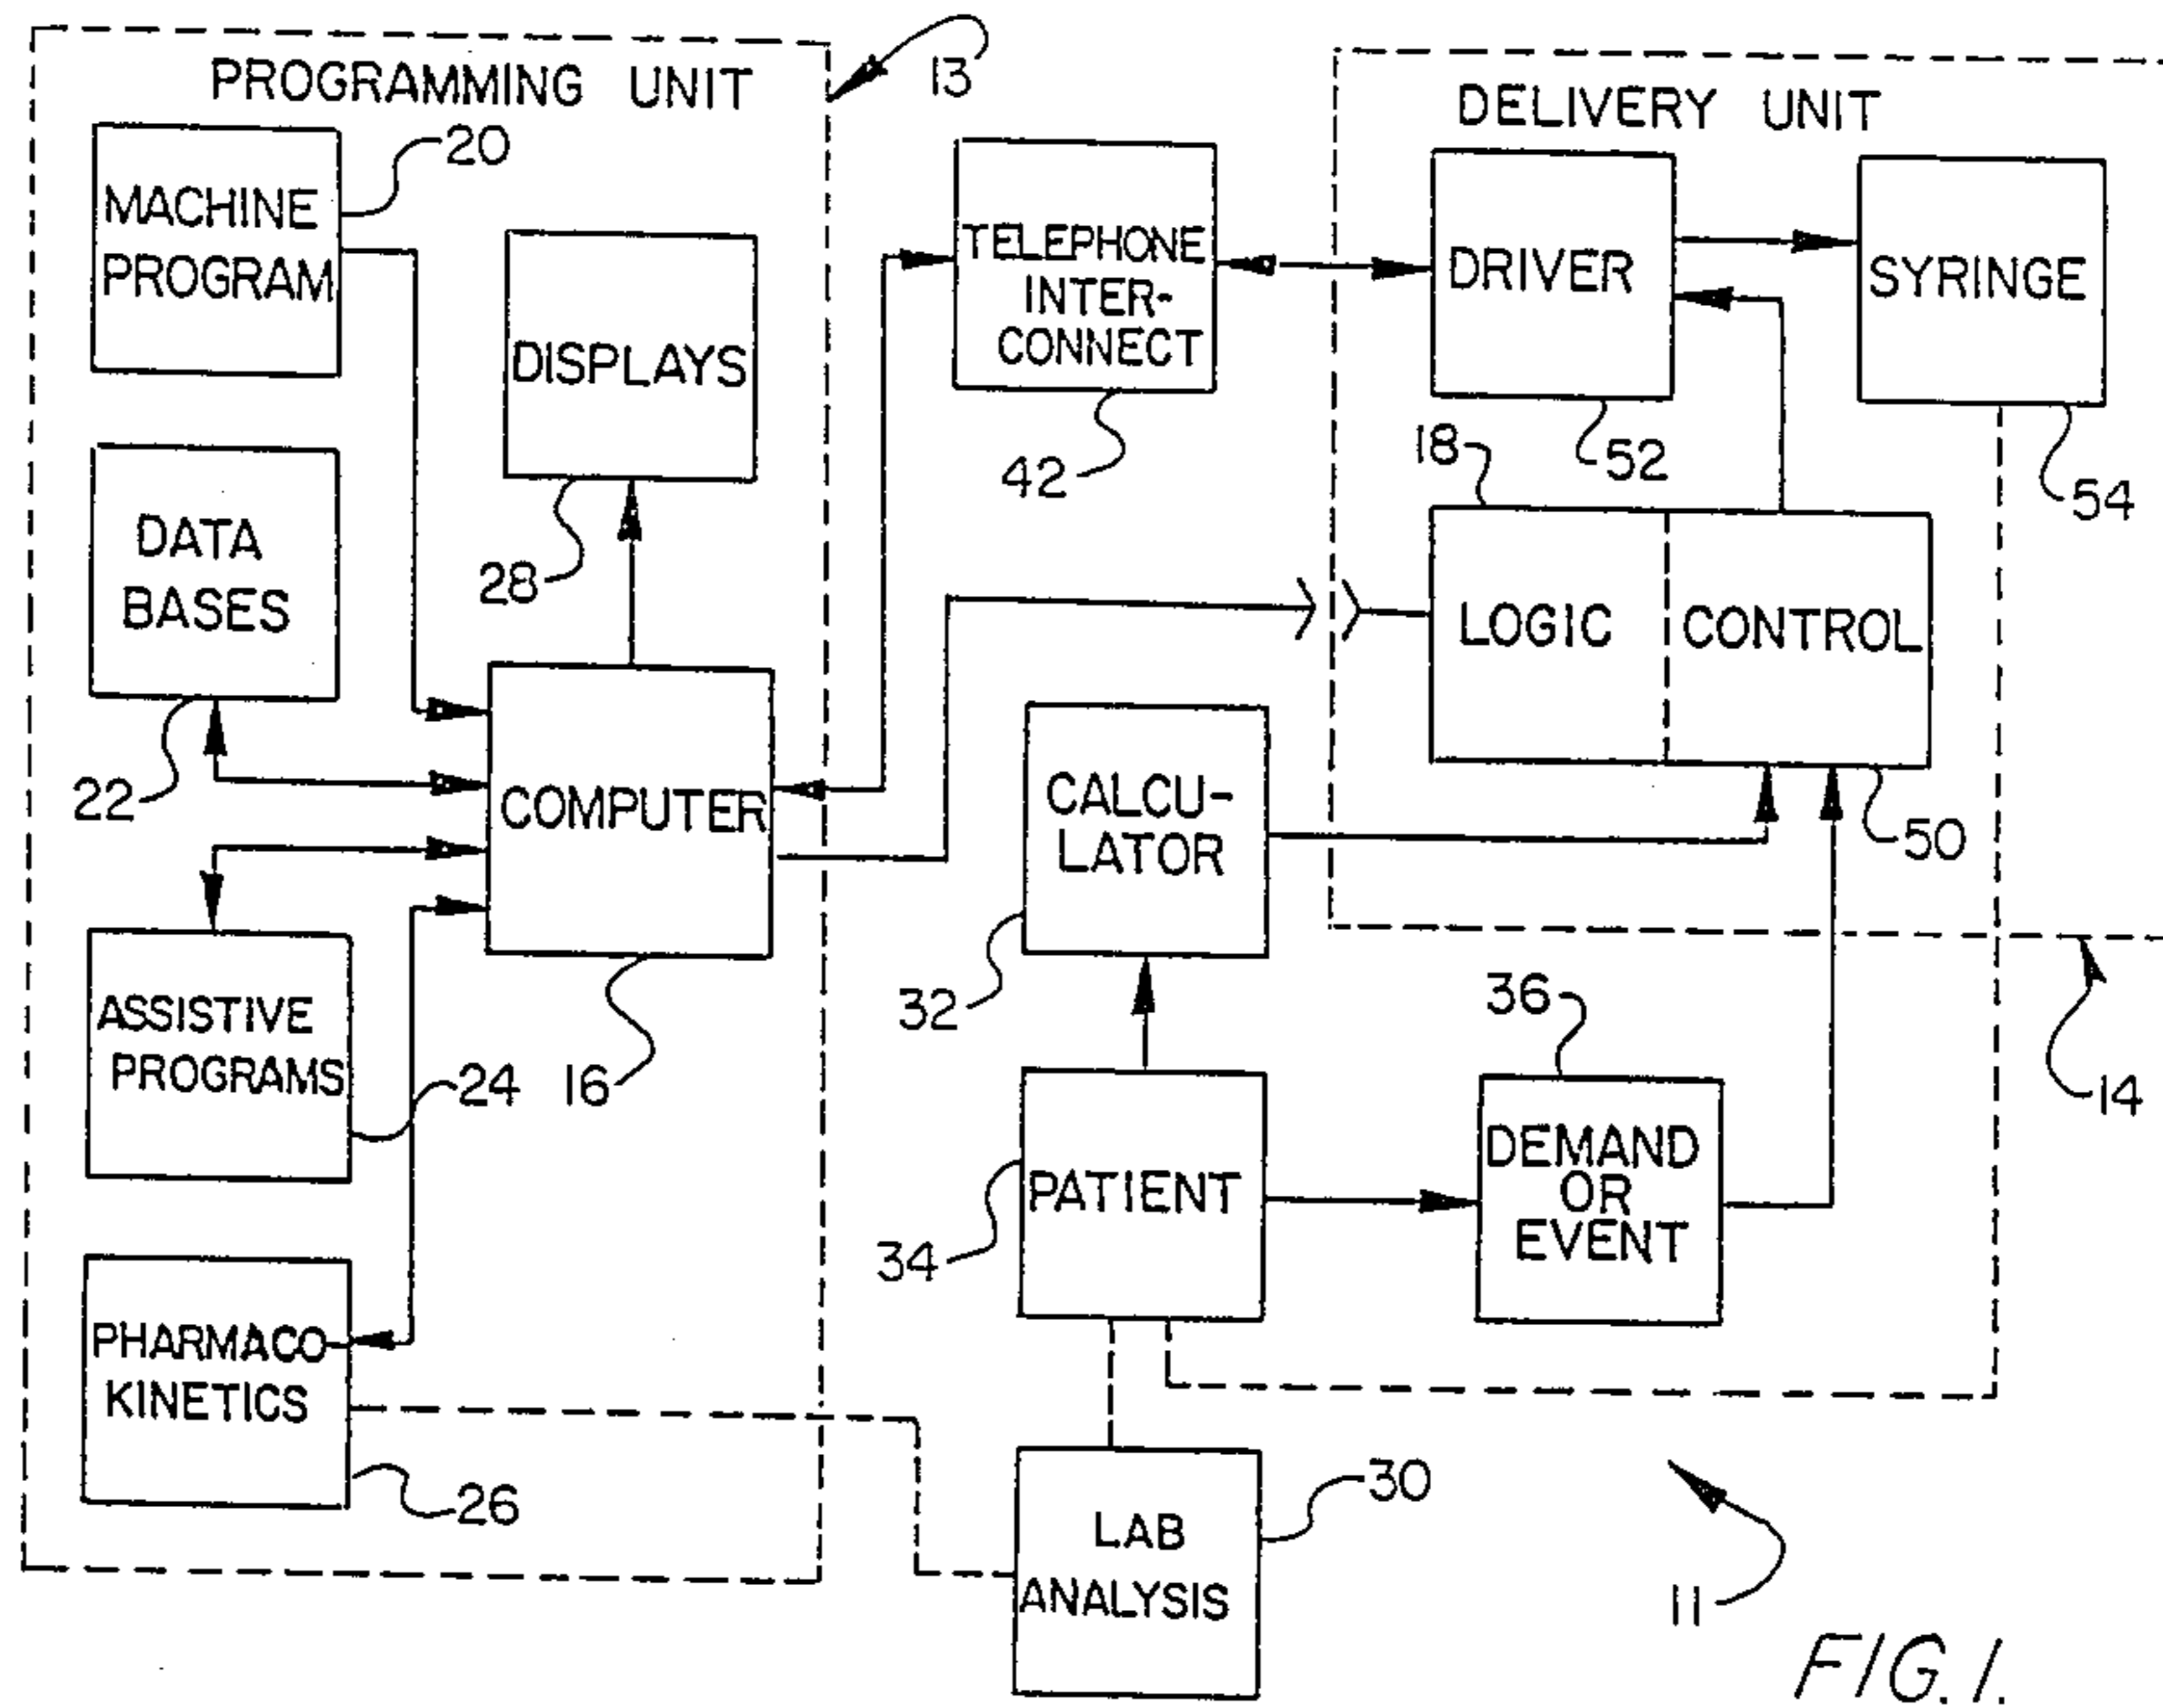 PROGRAMMING UNIT
13
MACHINE
PROGRAM
20
DISPLAYS
28
DATA
BASES
22
COMPUTER
16
ASSISTIVE
PROGRAMS
24
PHARMACO-
KINETICS
26
TELEPHONE
INTER-
CONNECT
42
DELIVERY UNIT
DRIVER
52
SYRINGE
54
18
LOGIC
CONTROL
50
CALCU-
LATOR
32
14
PATIENT
34
36
DEMAND
OR
EVENT
LAB
ANALYSIS
30
11
FIG. 1.